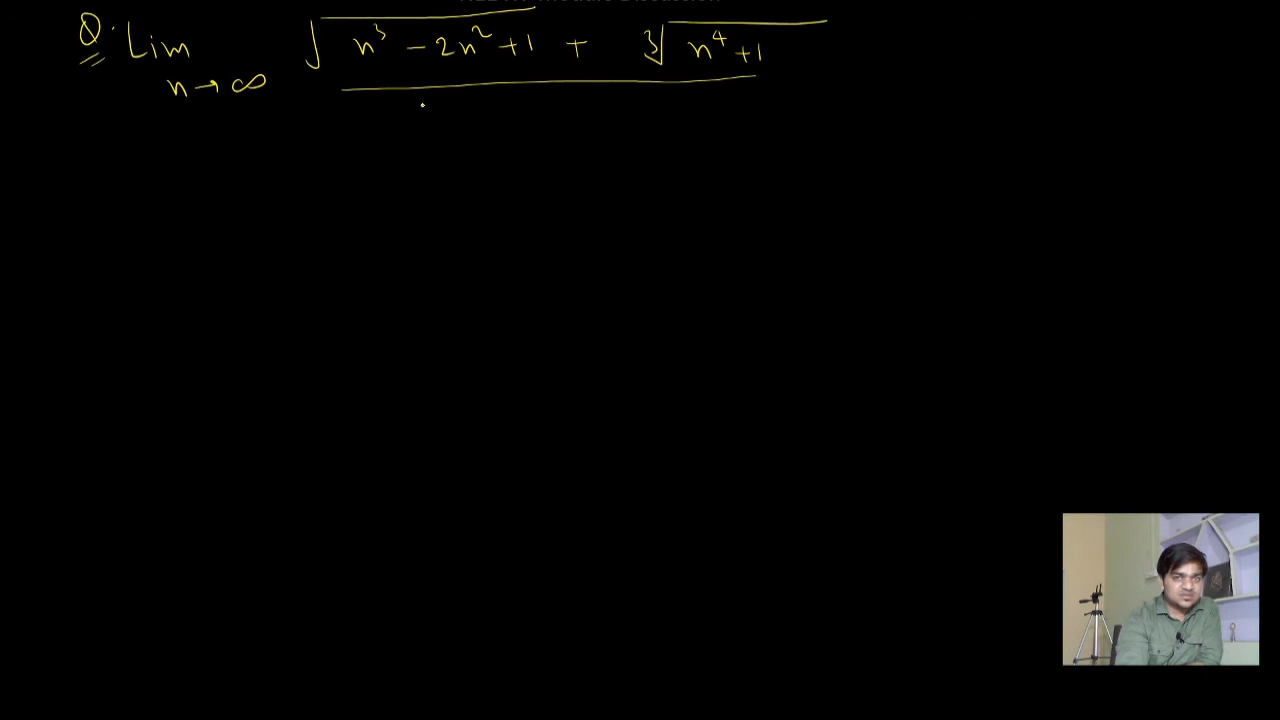 Q. Lim n→∞ √(n³ - 2n² + 1) + ∛(n⁴ + 1)